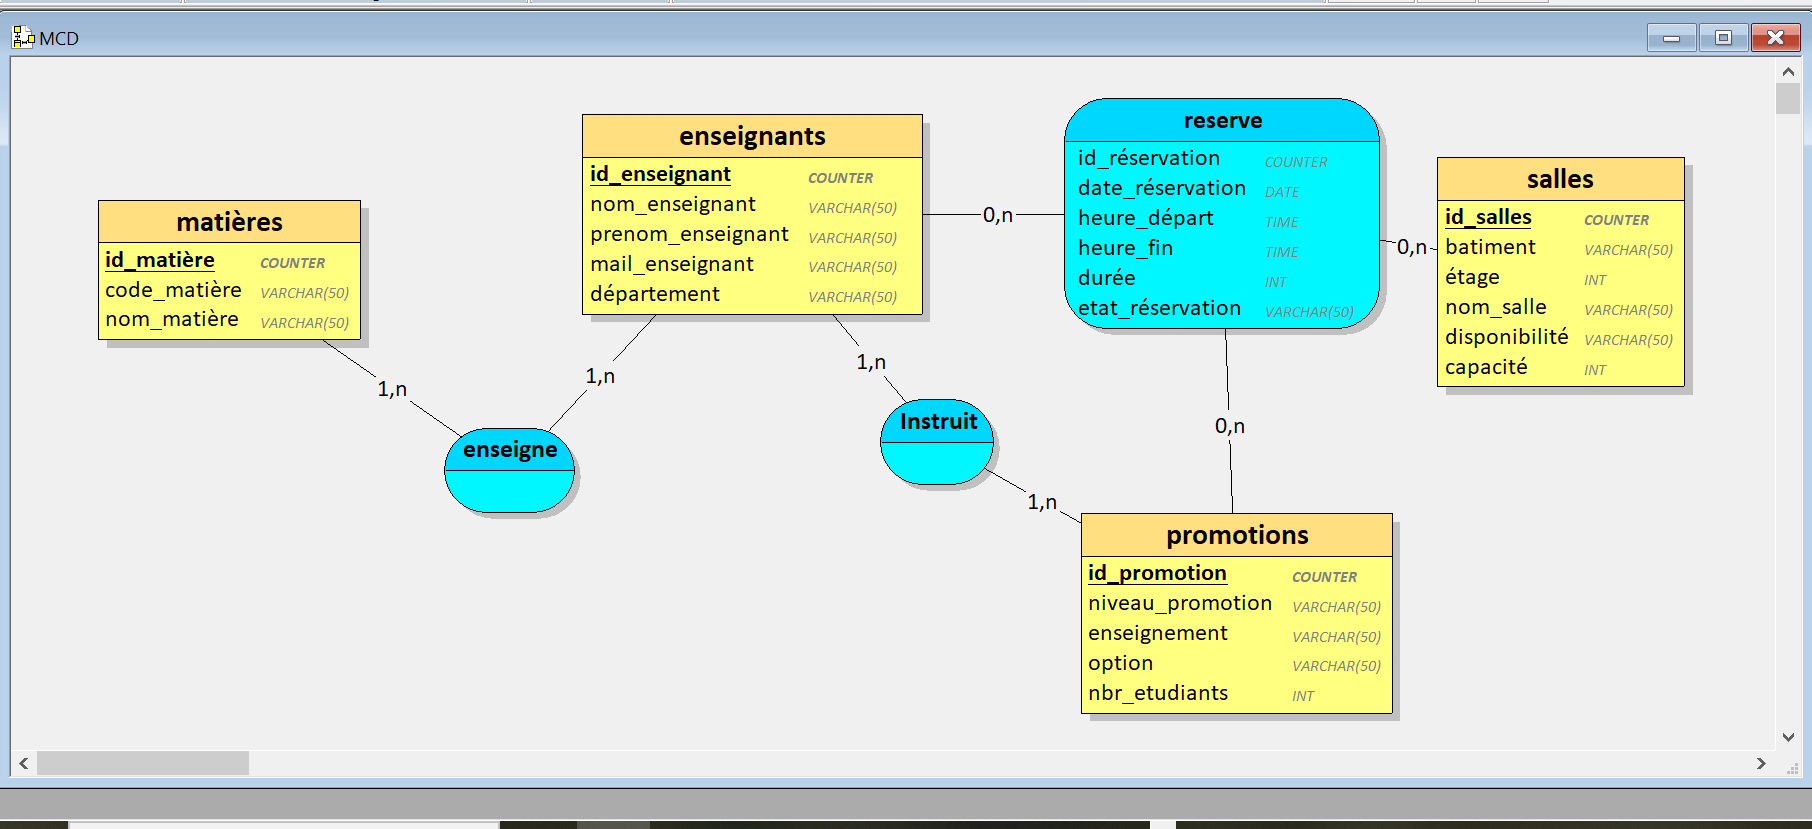 MCD
matières
id_matière COUNTER
code_matière VARCHAR(50)
nom_matière VARCHAR(50)
enseignants
id_enseignant COUNTER
nom_enseignant VARCHAR(50)
prenom_enseignant VARCHAR(50)
mail_enseignant VARCHAR(50)
département VARCHAR(50)
0,n
reserve
id_réservation COUNTER
date_réservation DATE
heure_départ TIME
heure_fin TIME
durée INT
etat_réservation VARCHAR(50)
0,n
salles
id_salles COUNTER
batiment VARCHAR(50)
étage INT
nom_salle VARCHAR(50)
disponibilité VARCHAR(50)
capacité INT
1,n
1,n
1,n
0,n
enseigne
Instruit
1,n
promotions
id_promotion COUNTER
niveau_promotion VARCHAR(50)
enseignement VARCHAR(50)
option VARCHAR(50)
nbr_etudiants INT